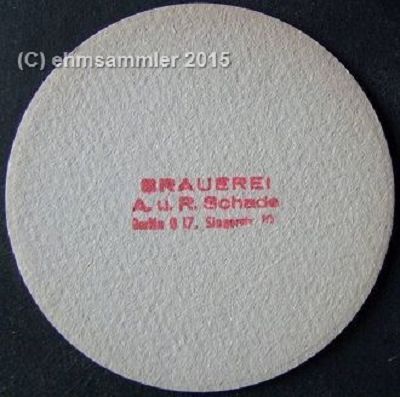 (C) ehmsammler 2015
BRAUEREI
A. u. R. Schade
Berlin O 17,